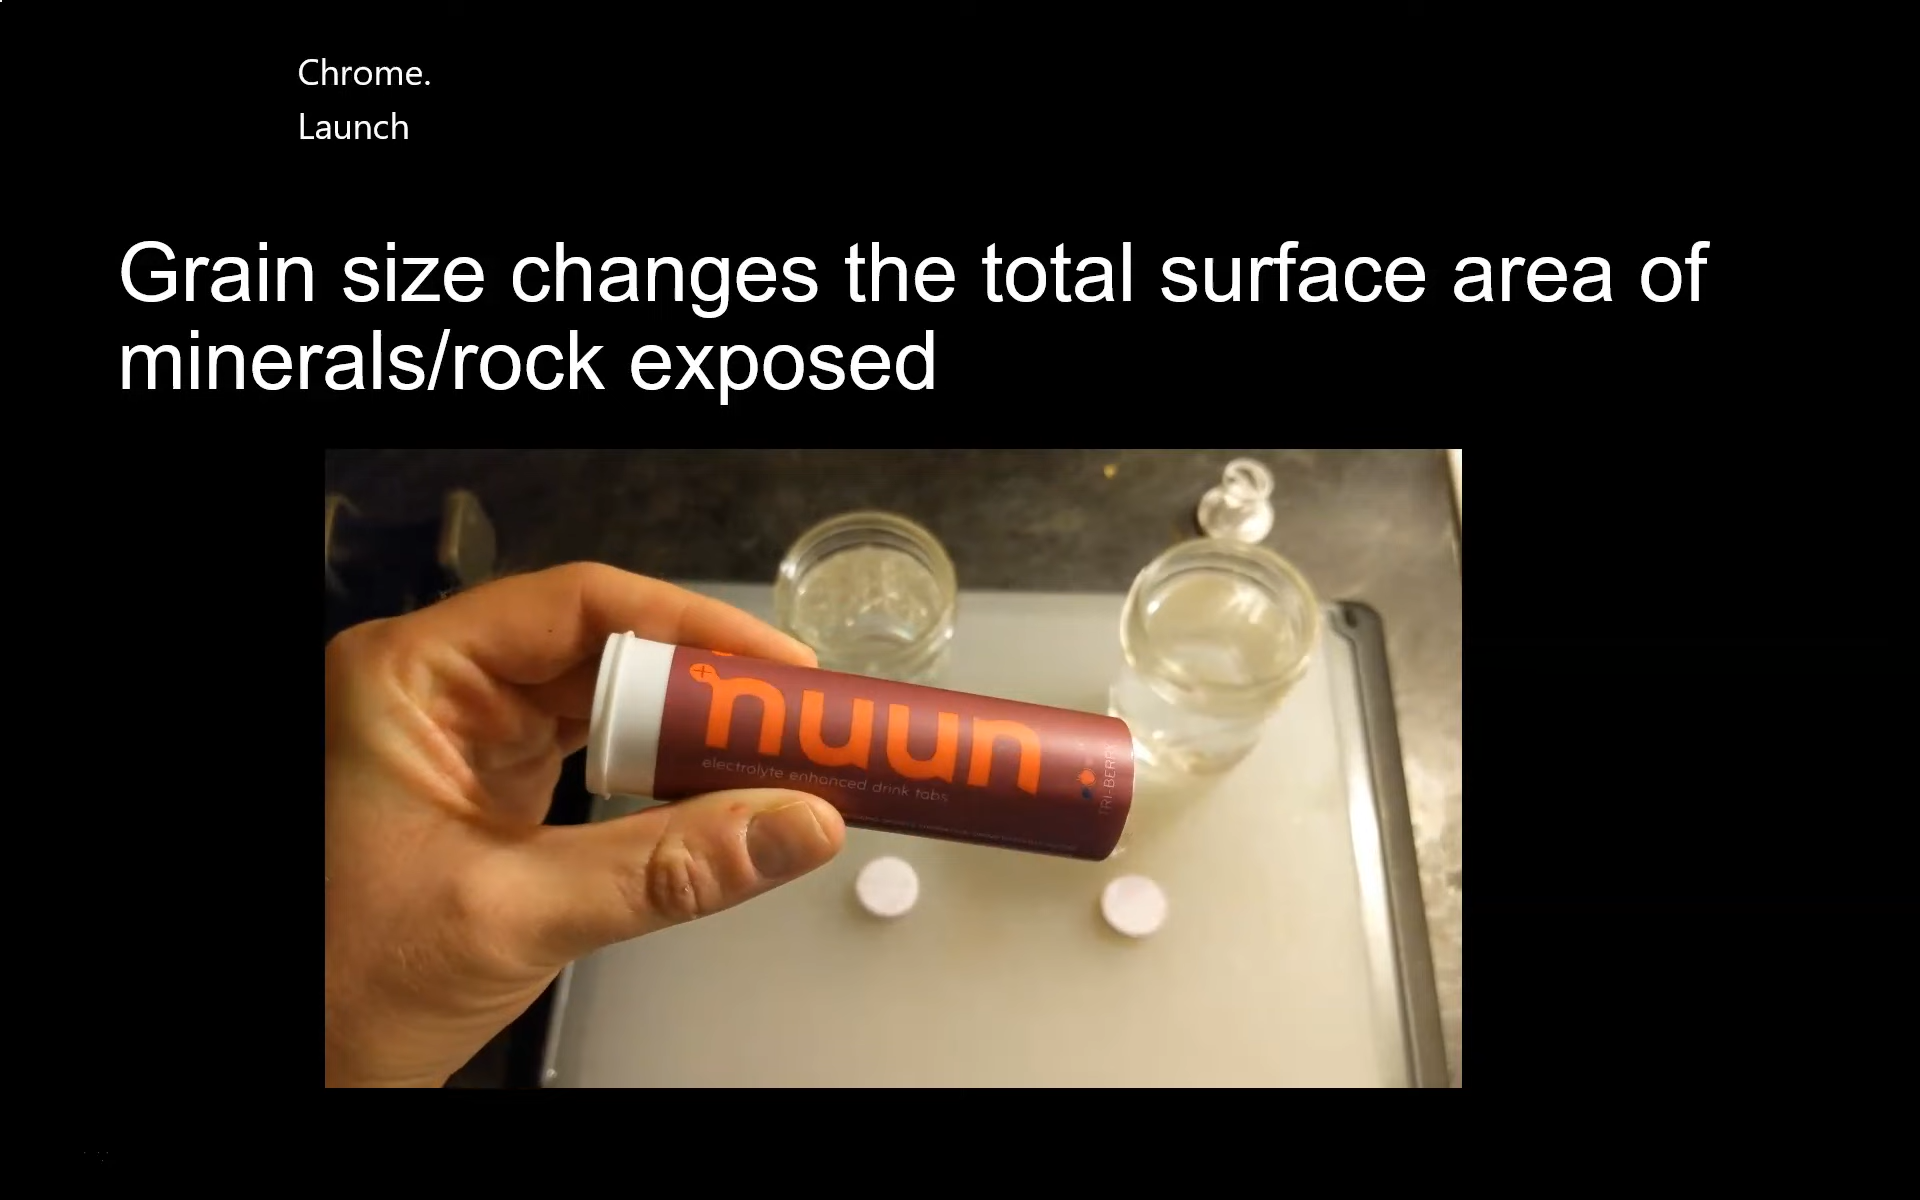 Chrome.
Launch
Grain size changes the total surface area of
minerals/rock exposed
nuun
electrolyte enhanced drink tabs
TRI-BERRY